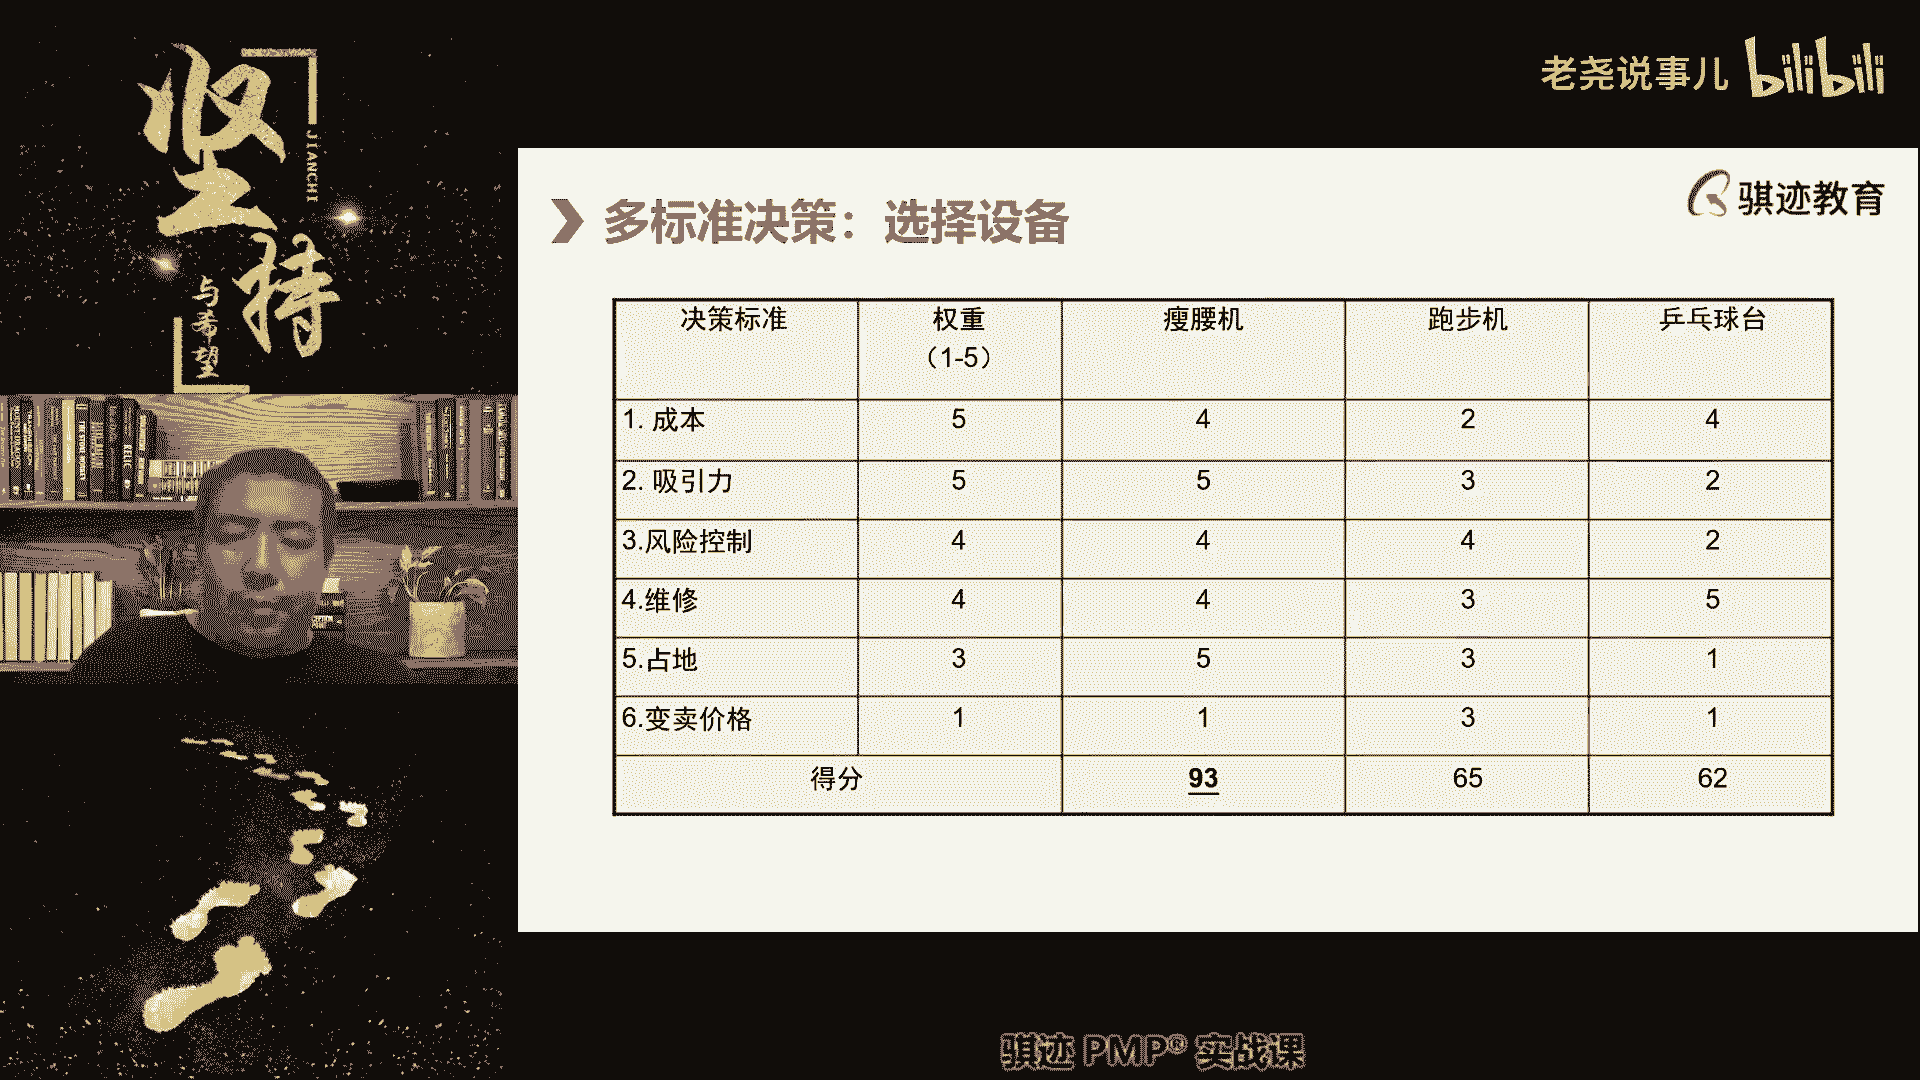 坚持
JIANCHI
与希望
老尧说事儿 bilibili
骐迹教育
多标准决策：选择设备
决策标准 权重 瘦腰机 跑步机 乒乓球台
（1-5）
1. 成本 5 4 2 4
2. 吸引力 5 5 3 2
3.风险控制 4 4 4 2
4.维修 4 4 3 5
5.占地 3 5 3 1
6.变卖价格 1 1 3 1
得分 93 65 62
骐迹 PMP® 实战课